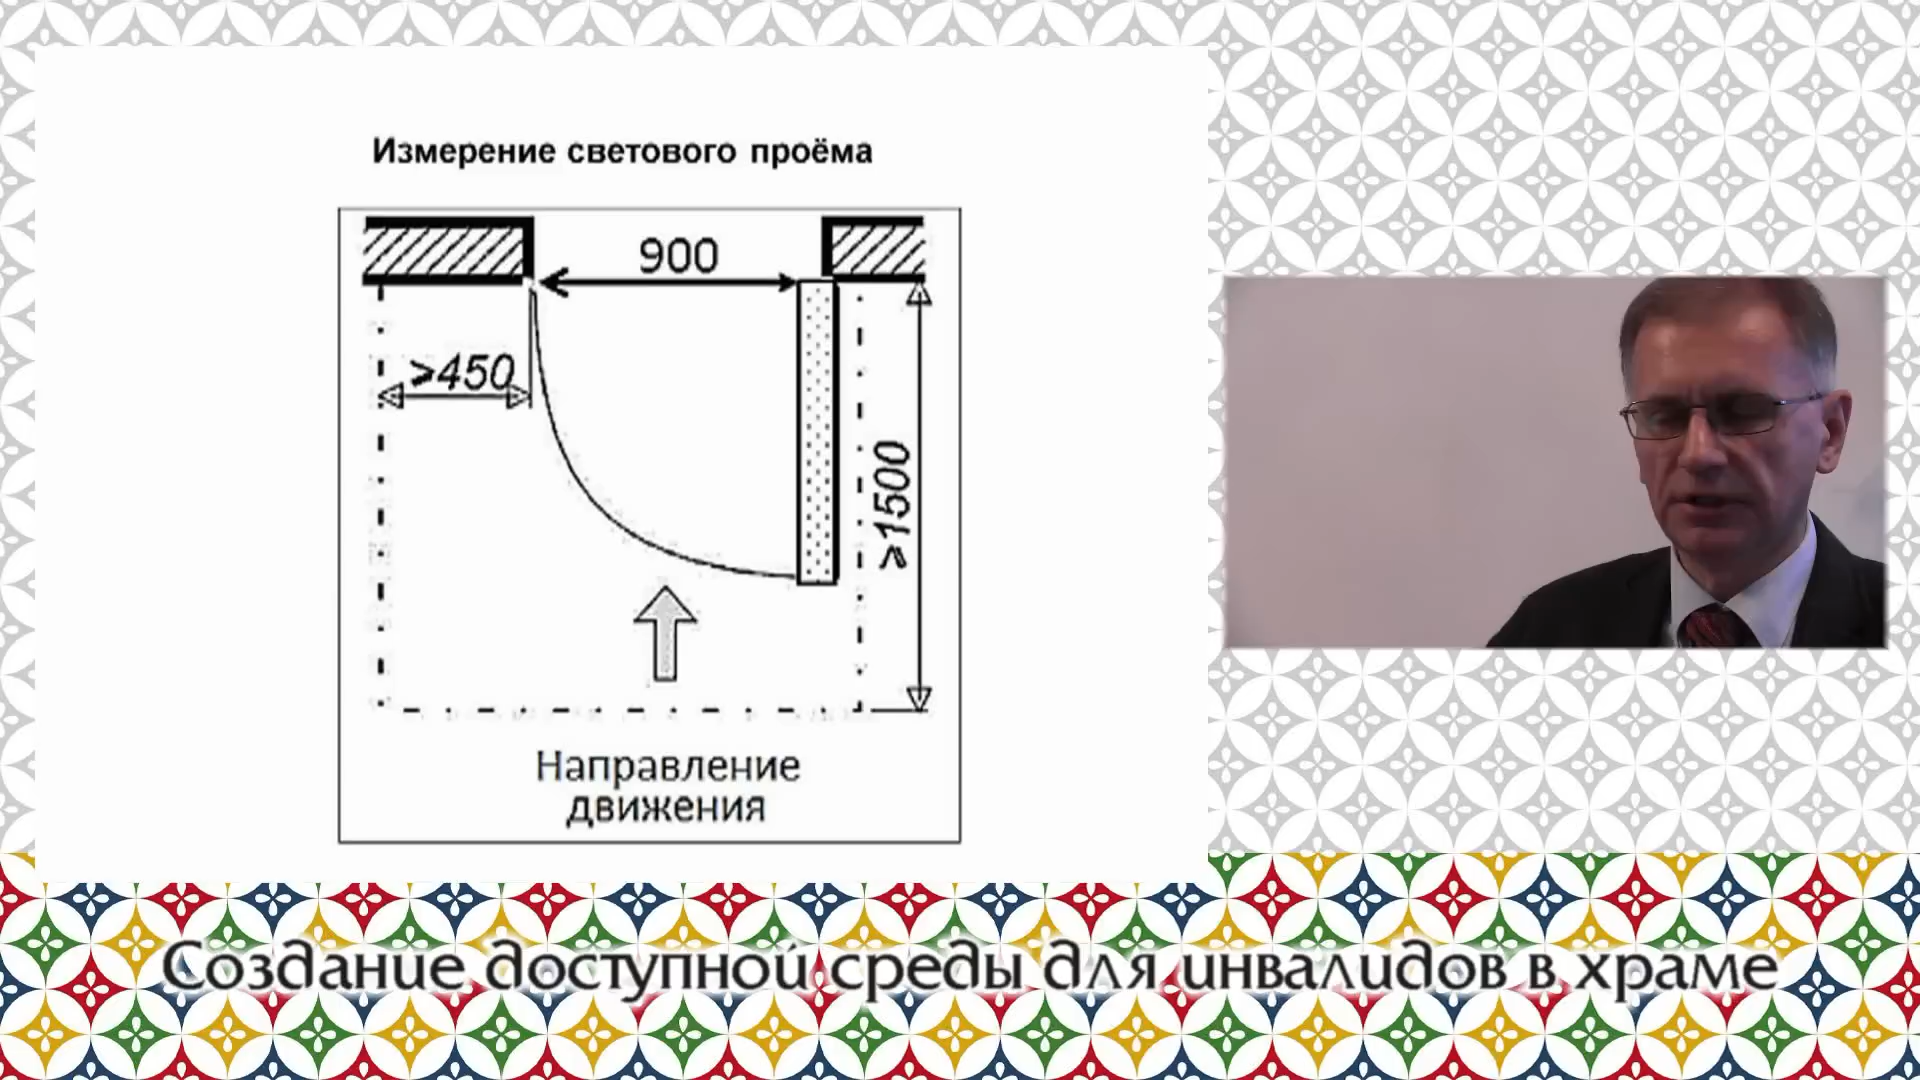 Измерение светового проёма
900
>450
≥1500
Направление
движения
Создание доступной среды для инвалидов в храме